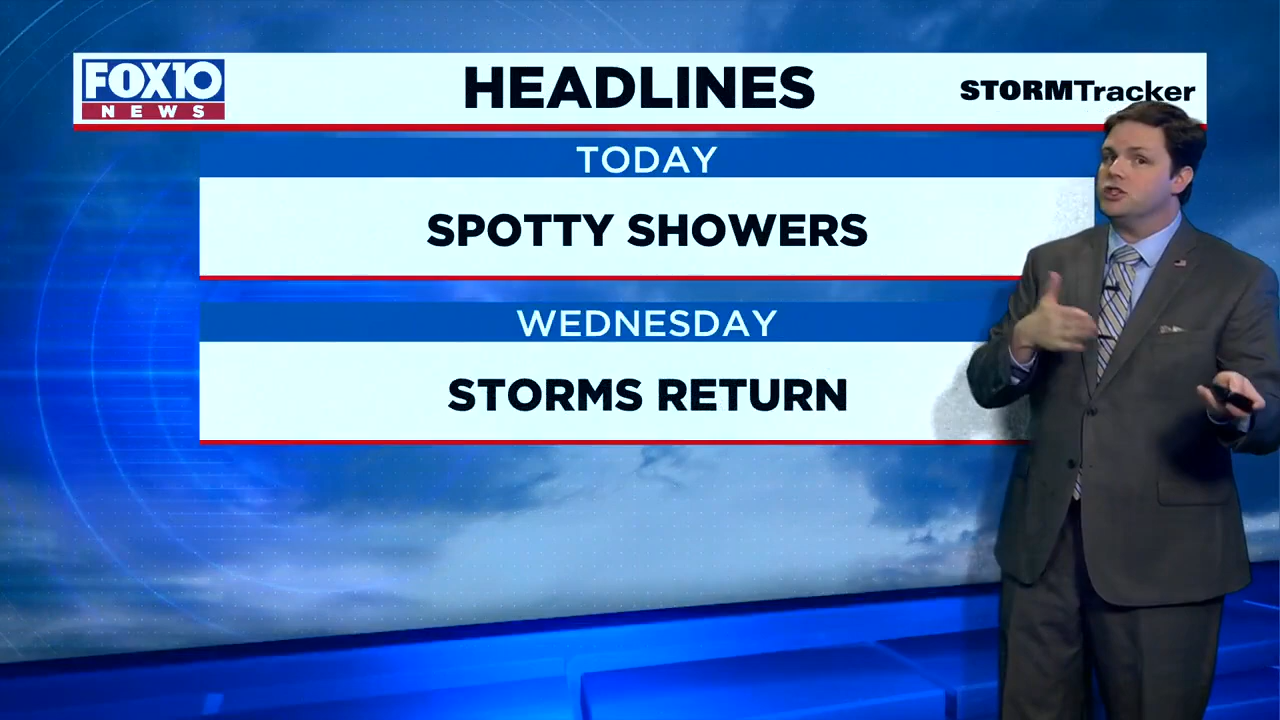 FOX10
NEWS
HEADLINES
STORMTracker
TODAY
SPOTTY SHOWERS
WEDNESDAY
STORMS RETURN